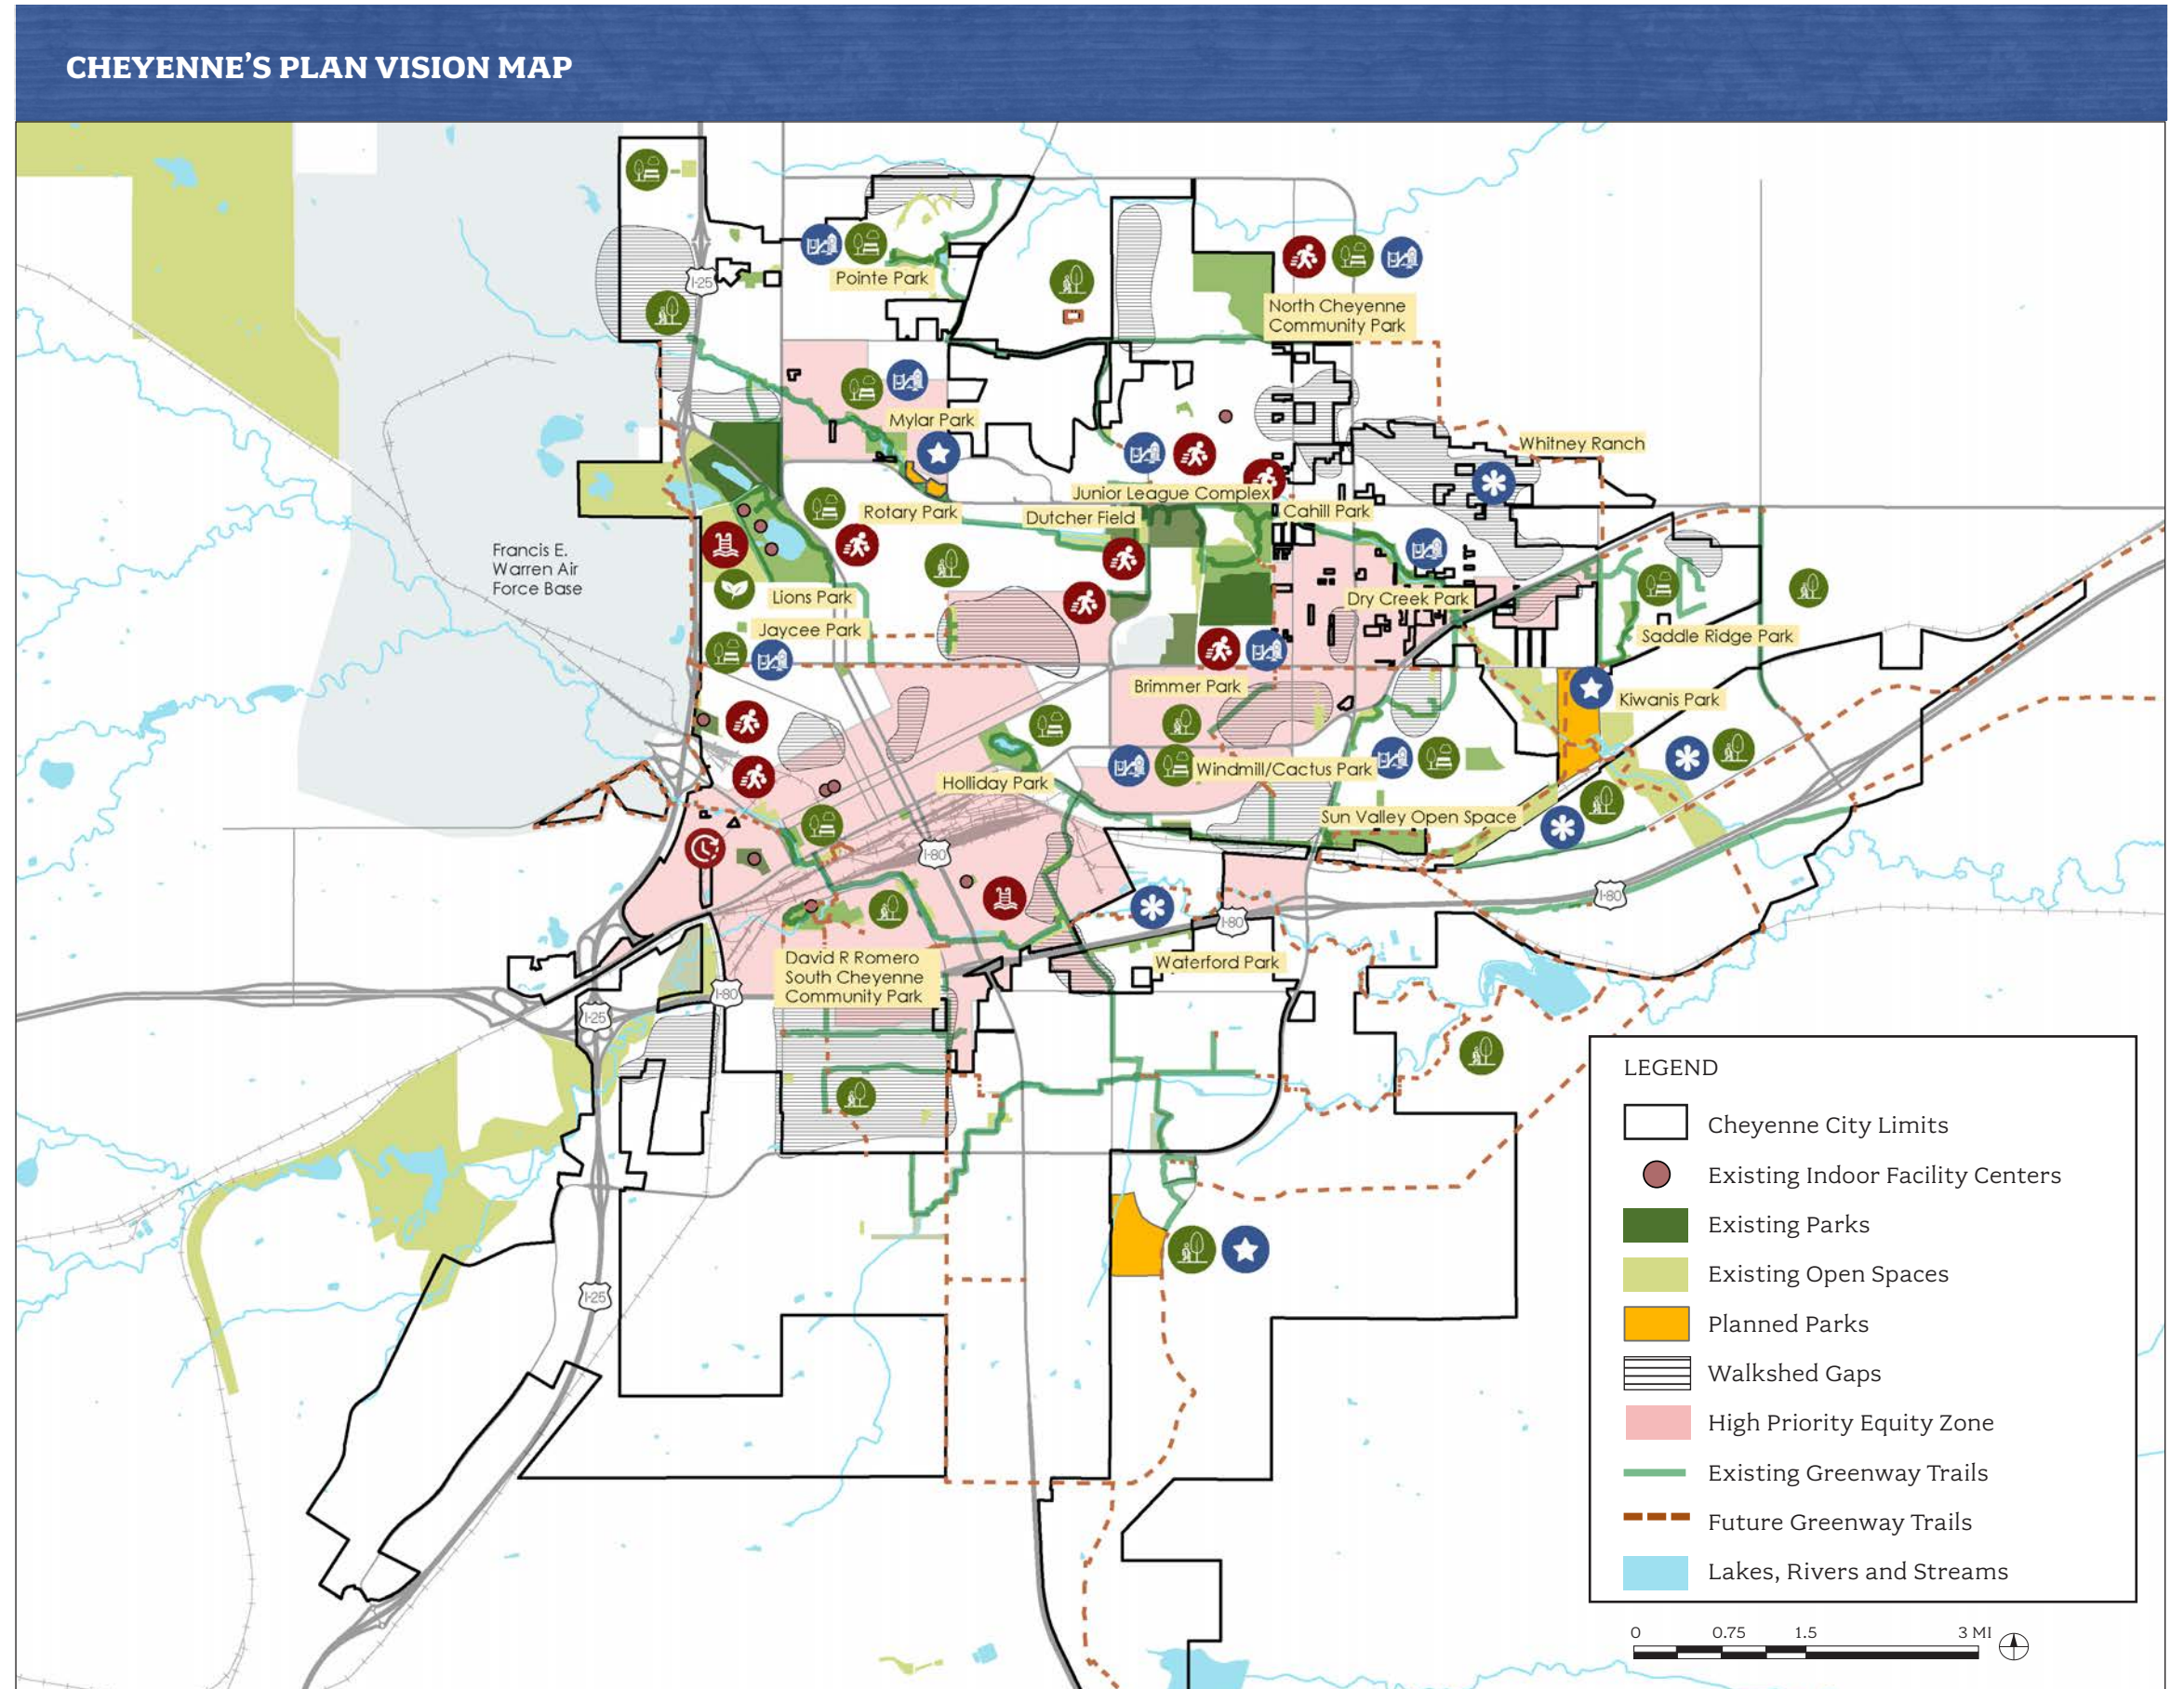 CHEYENNE'S PLAN VISION MAP
I-25
Pointe Park
North Cheyenne
Community Park
Mylar Park
Whitney Ranch
Junior League Complex
Rotary Park
Dutcher Field
Cahill Park
Francis E.
Warren Air
Force Base
Lions Park
Dry Creek Park
Jaycee Park
Saddle Ridge Park
Brimmer Park
Kiwanis Park
Holliday Park
Windmill/Cactus Park
Sun Valley Open Space
I-80
I-80
I-80
David R Romero
South Cheyenne
Community Park
Waterford Park
I-80
I-25
I-25
LEGEND
Cheyenne City Limits
Existing Indoor Facility Centers
Existing Parks
Existing Open Spaces
Planned Parks
Walkshed Gaps
High Priority Equity Zone
Existing Greenway Trails
Future Greenway Trails
Lakes, Rivers and Streams
0 0.75 1.5 3 MI